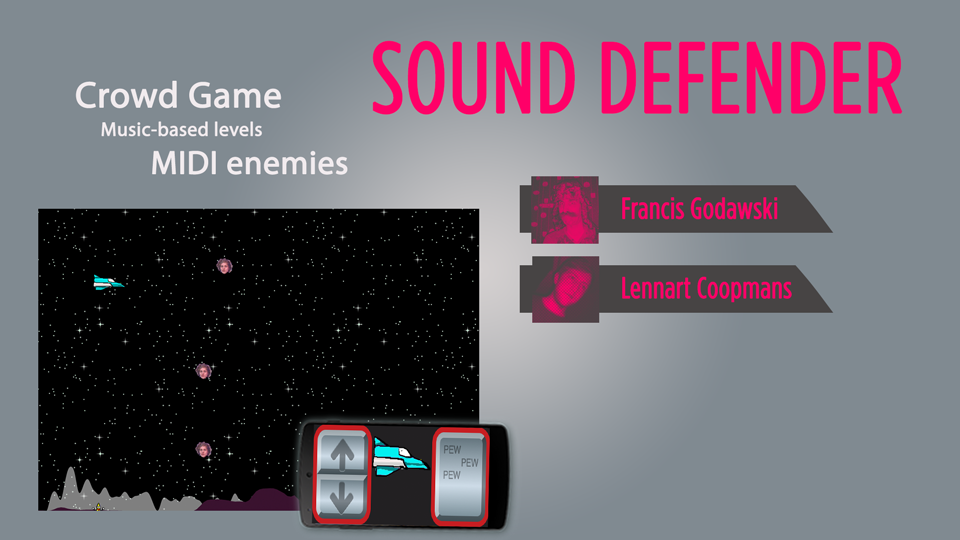 SOUND DEFENDER
Crowd Game
Music-based levels
MIDI enemies
Francis Godawski
Lennart Coopmans
PEW
PEW
PEW